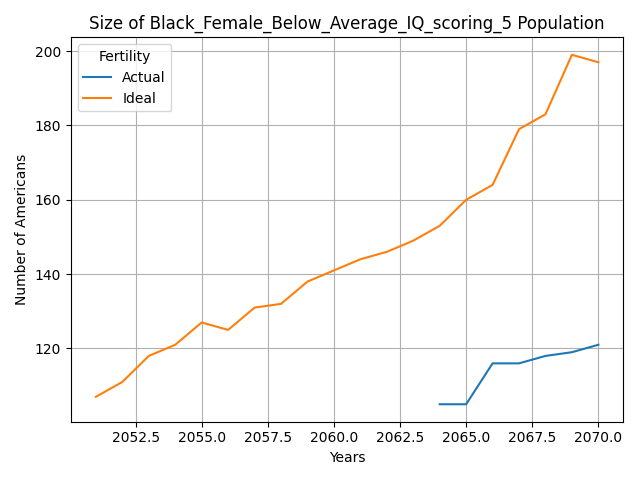 Size of Black_Female_Below_Average_IQ_scoring_5 Population
Fertility
Actual
Ideal
Number of Americans
200
180
160
140
120
2052.5 2055.0 2057.5 2060.0 2062.5 2065.0 2067.5 2070.0
Years